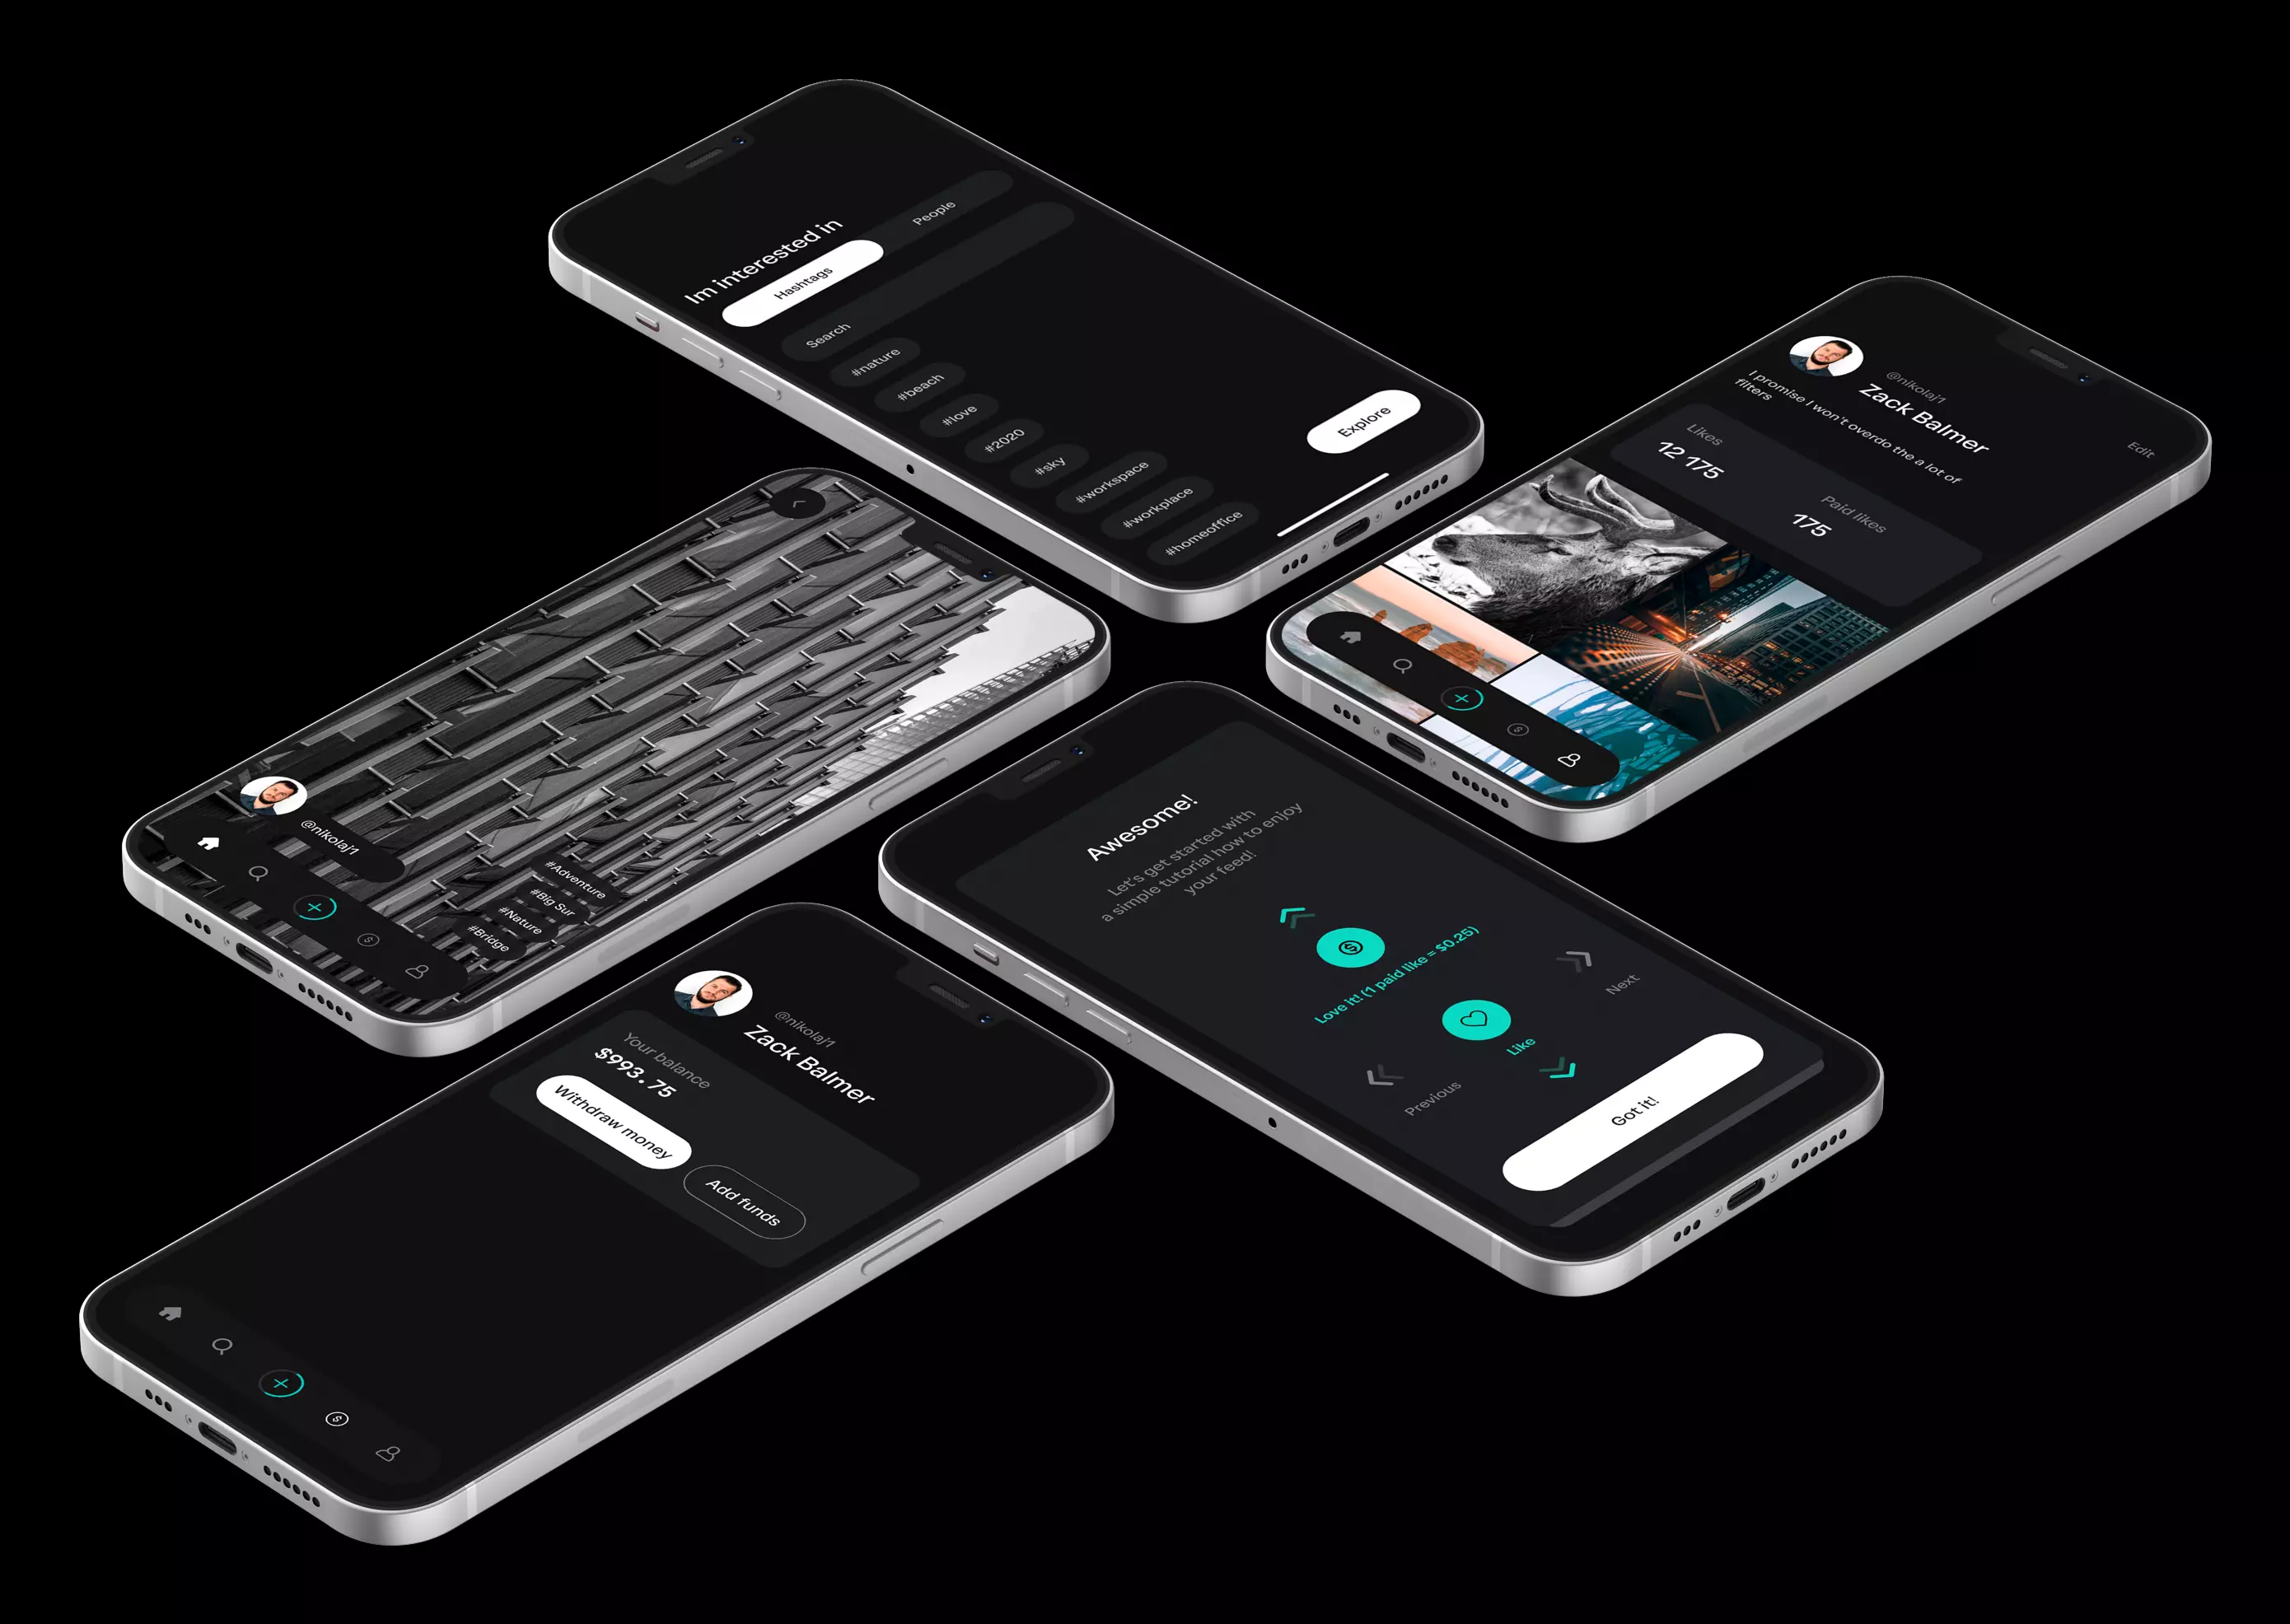 Im interested in
Hashtags
People
Search
#nature
#beach
#love
#2020
#sky
#workspace
#workplace
#homeoffice
Explore
@nikolaj1
Zack Balmer
Edit
I promise I won't overdo the a lot of
filters
Likes
12 175
Paid likes
175
@nikolaj1
#Adventure
#Big Sur
#Nature
#Bridge
Awesome!
Let's get started with
a simple tutorial how to enjoy
your feed!
Love it! (1 paid like = $0.25)
Next
Like
Previous
Got it!
@nikolaj1
Zack Balmer
Your balance
$993.75
Withdraw money
Add funds